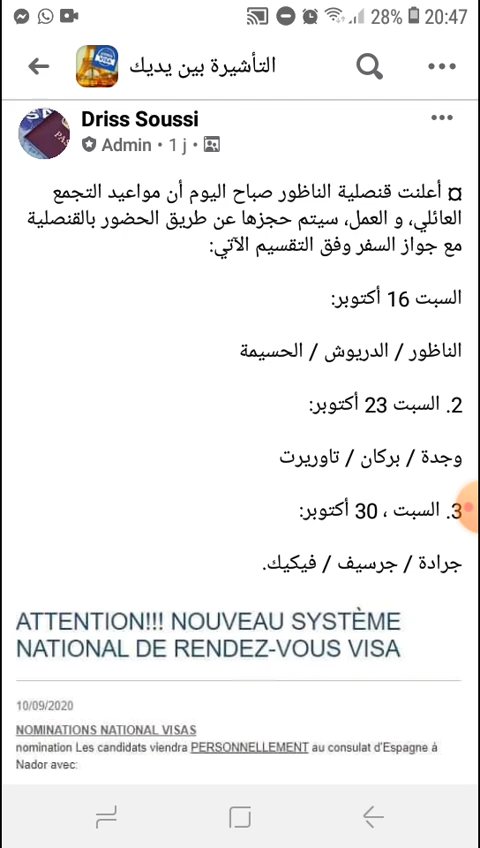 28% 20:47
التأشيرة بين يديك
Driss Soussi
Admin • 1 j •
¤ أعلنت قنصلية الناظور صباح اليوم أن مواعيد التجمع
العائلي، و العمل، سيتم حجزها عن طريق الحضور بالقنصلية
مع جواز السفر وفق التقسيم الآتي:
السبت 16 أكتوبر:
الناظور / الدريوش / الحسيمة
2. السبت 23 أكتوبر:
وجدة / بركان / تاوريرت
3. السبت ، 30 أكتوبر:
جرادة / جرسيف / فيكيك.
ATTENTION!!! NOUVEAU SYSTÈME
NATIONAL DE RENDEZ-VOUS VISA
10/09/2020
NOMINATIONS NATIONAL VISAS
nomination Les candidats viendra PERSONNELLEMENT au consulat d'Espagne à
Nador avec: